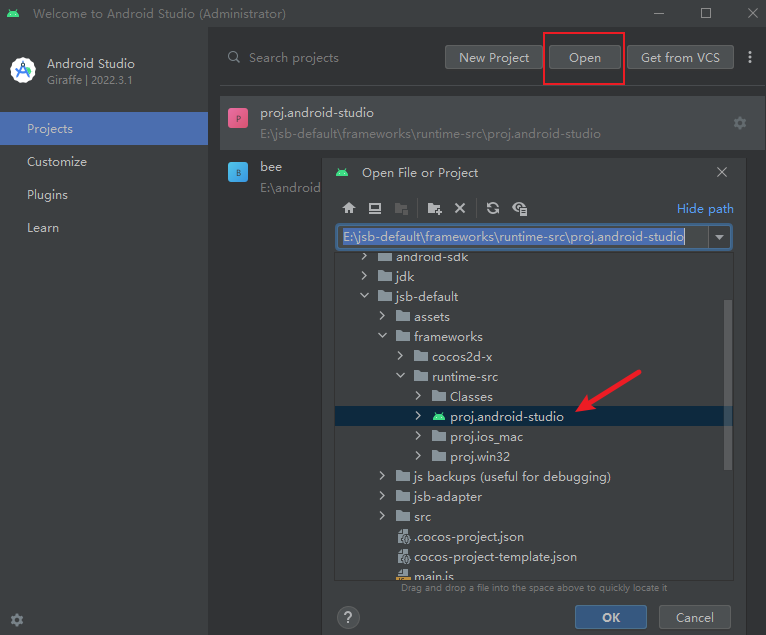 Welcome to Android Studio (Administrator)
Android Studio
Giraffe | 2022.3.1
Search projects
New Project
Open
Get from VCS
Projects
Customize
Plugins
Learn
P
proj.android-studio
E:\jsb-default\frameworks\runtime-src\proj.android-studio
B
bee
E:\android
Open File or Project
Hide path
E:\jsb-default\frameworks\runtime-src\proj.android-studio
android-sdk
jdk
jsb-default
assets
frameworks
cocos2d-x
runtime-src
Classes
proj.android-studio
proj.ios_mac
proj.win32
js backups (useful for debugging)
jsb-adapter
src
.cocos-project.json
cocos-project-template.json
main.js
Drag and drop a file into the space above to quickly locate it
?
OK
Cancel